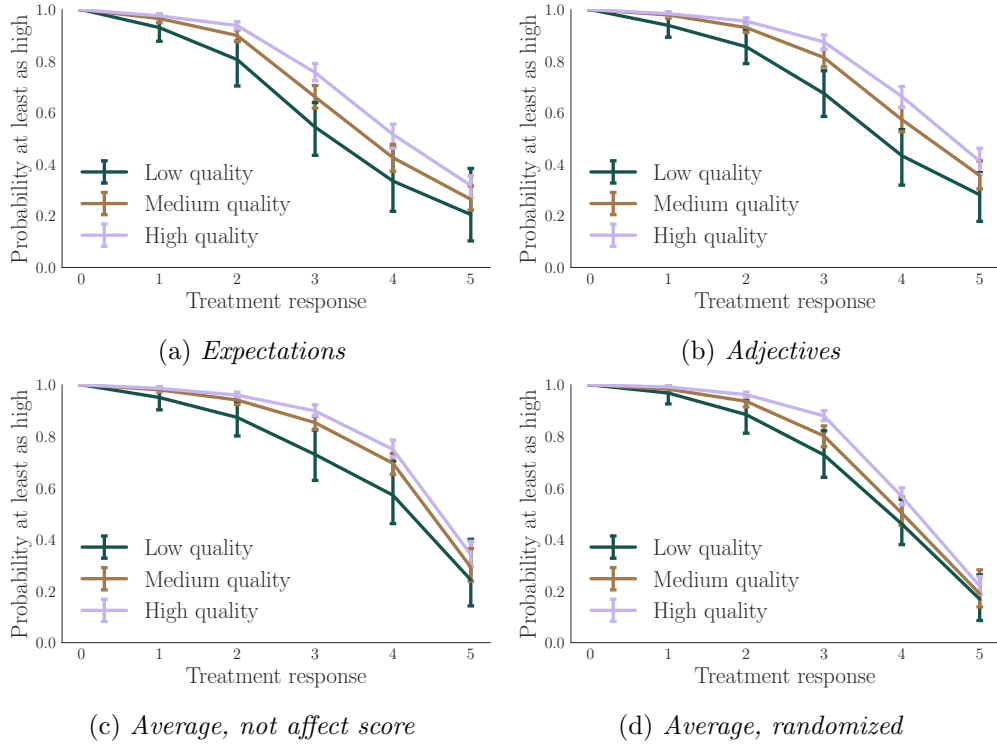 Probability at least as high
1.0
0.8
0.6
0.4
0.2
0.0
Low quality
Medium quality
High quality
0 1 2 3 4 5
Treatment response
(a) Expectations
Probability at least as high
1.0
0.8
0.6
0.4
0.2
0.0
Low quality
Medium quality
High quality
0 1 2 3 4 5
Treatment response
(b) Adjectives
Probability at least as high
1.0
0.8
0.6
0.4
0.2
0.0
Low quality
Medium quality
High quality
0 1 2 3 4 5
Treatment response
(c) Average, not affect score
Probability at least as high
1.0
0.8
0.6
0.4
0.2
0.0
Low quality
Medium quality
High quality
0 1 2 3 4 5
Treatment response
(d) Average, randomized